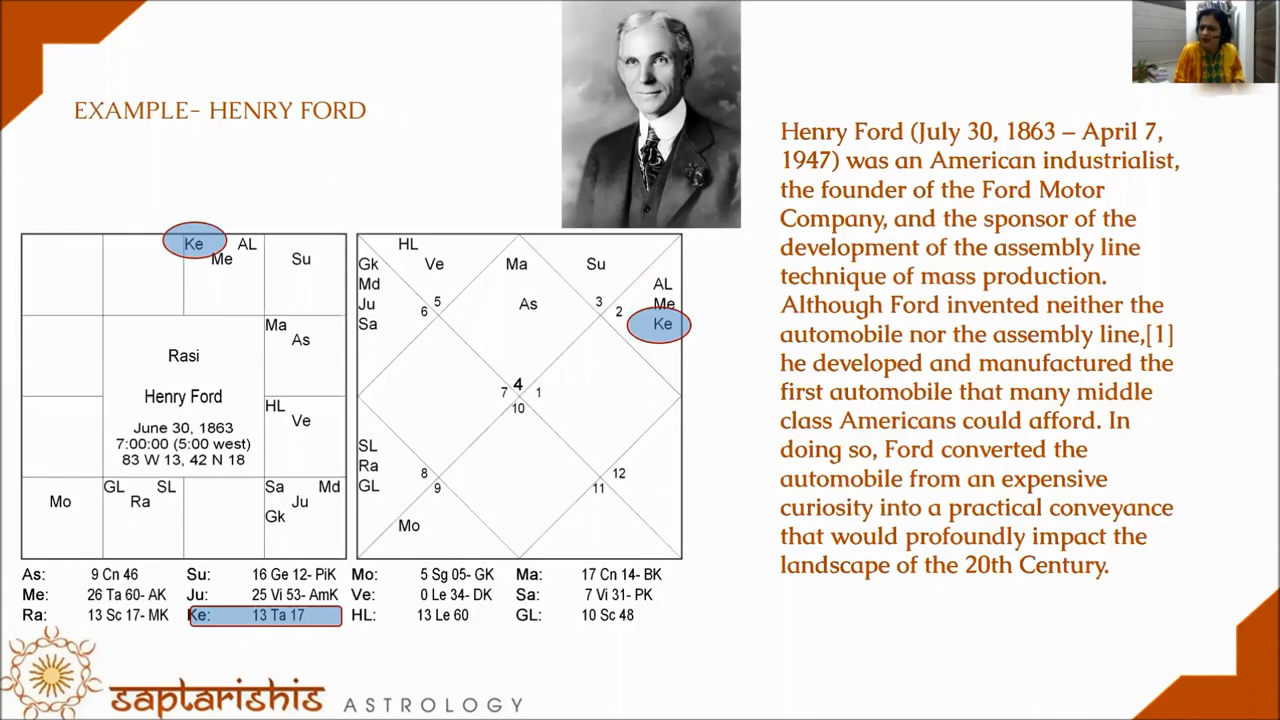 EXAMPLE- HENRY FORD
Henry Ford (July 30, 1863 – April 7,
1947) was an American industrialist,
the founder of the Ford Motor
Company, and the sponsor of the
development of the assembly line
technique of mass production.
Although Ford invented neither the
automobile nor the assembly line,[1]
he developed and manufactured the
first automobile that many middle
class Americans could afford. In
doing so, Ford converted the
automobile from an expensive
curiosity into a practical conveyance
that would profoundly impact the
landscape of the 20th Century.
Ke AL
Me
Su
Ma
As
Rasi
Henry Ford
June 30, 1863
7:00:00 (5:00 west)
83 W 13, 42 N 18
HL
Ve
Mo
GL SL
Ra
Sa Md
Ju
Gk
HL
Gk Ve Ma Su
Md AL
Ju As Me
Sa Ke
5 3
6 2
4
7 1
10
SL
Ra
GL
8 12
9 11
Mo
As: 9 Cn 46 Su: 16 Ge 12- PiK Mo: 5 Sg 05- GK Ma: 17 Cn 14- BK
Me: 26 Ta 60- AK Ju: 25 Vi 53- AmK Ve: 0 Le 34- DK Sa: 7 Vi 31- PK
Ra: 13 Sc 17- MK Ke: 13 Ta 17 HL: 13 Le 60 GL: 10 Sc 48
saptarishis ASTROLOGY